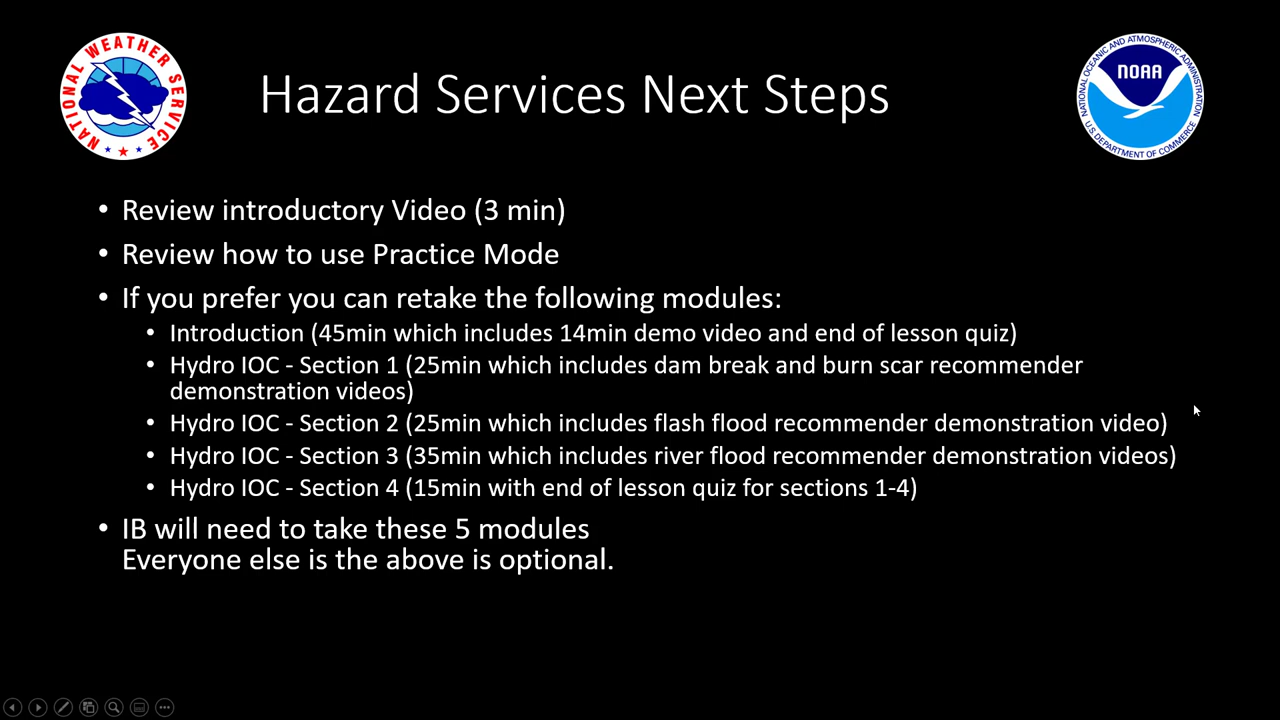 NATIONAL WEATHER SERVICE
Hazard Services Next Steps
NATIONAL OCEANIC AND ATMOSPHERIC ADMINISTRATION
NOAA
U.S. DEPARTMENT OF COMMERCE
• Review introductory Video (3 min)
• Review how to use Practice Mode
• If you prefer you can retake the following modules:
• Introduction (45min which includes 14min demo video and end of lesson quiz)
• Hydro IOC - Section 1 (25min which includes dam break and burn scar recommender
demonstration videos)
• Hydro IOC - Section 2 (25min which includes flash flood recommender demonstration video)
• Hydro IOC - Section 3 (35min which includes river flood recommender demonstration videos)
• Hydro IOC - Section 4 (15min with end of lesson quiz for sections 1-4)
• IB will need to take these 5 modules
Everyone else is the above is optional.